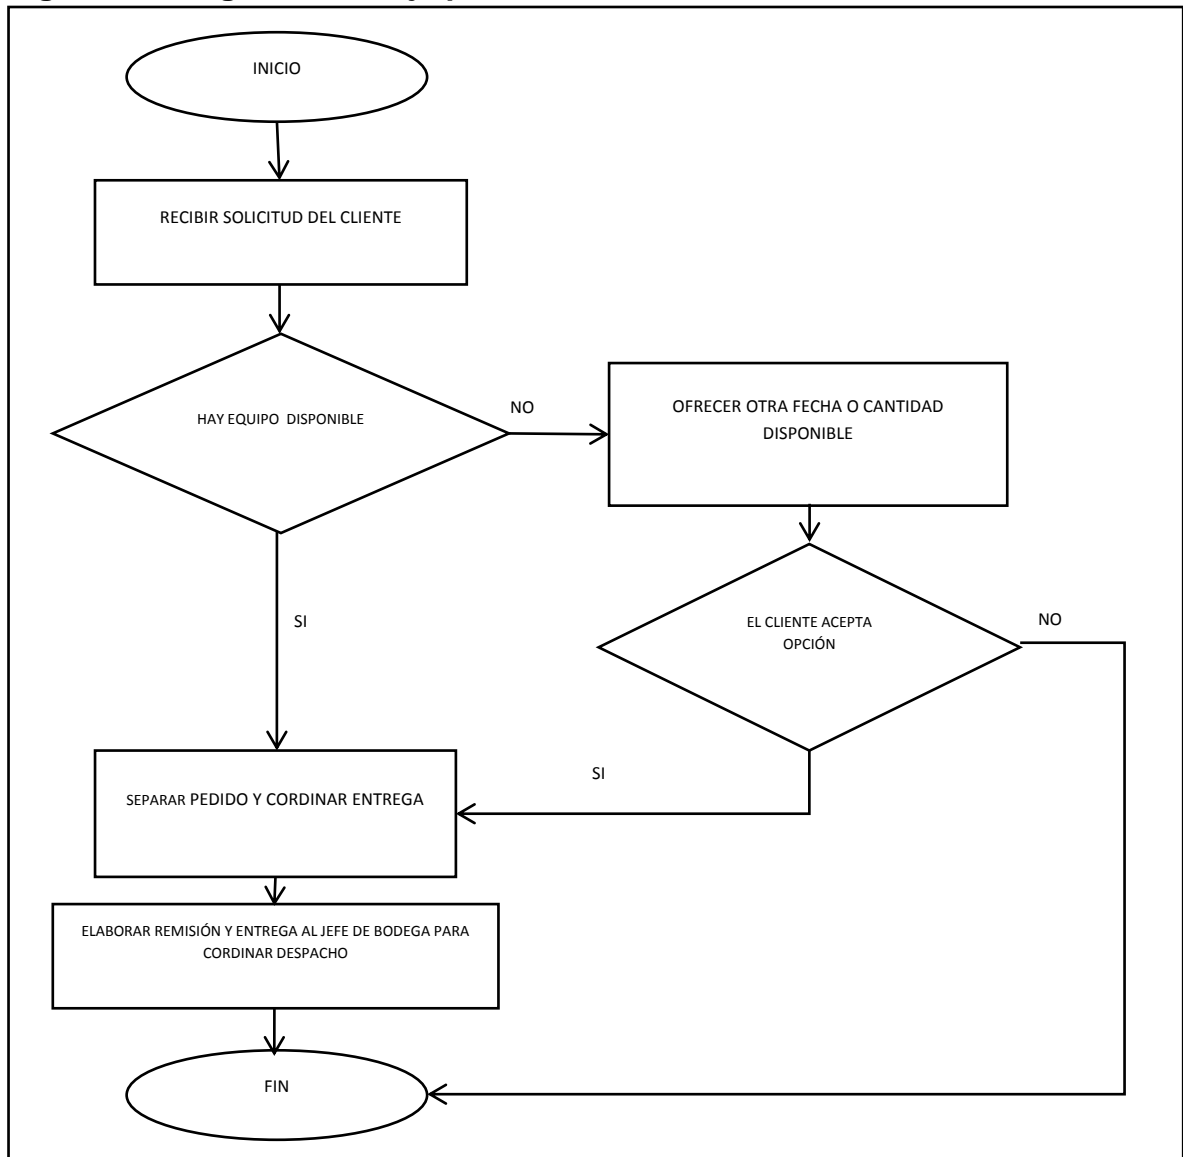 INICIO
RECIBIR SOLICITUD DEL CLIENTE
HAY EQUIPO DISPONIBLE
NO
OFRECER OTRA FECHA O CANTIDAD
DISPONIBLE
SI
EL CLIENTE ACEPTA
OPCIÓN
NO
SI
SEPARAR PEDIDO Y CORDINAR ENTREGA
ELABORAR REMISIÓN Y ENTREGA AL JEFE DE BODEGA PARA
CORDINAR DESPACHO
FIN